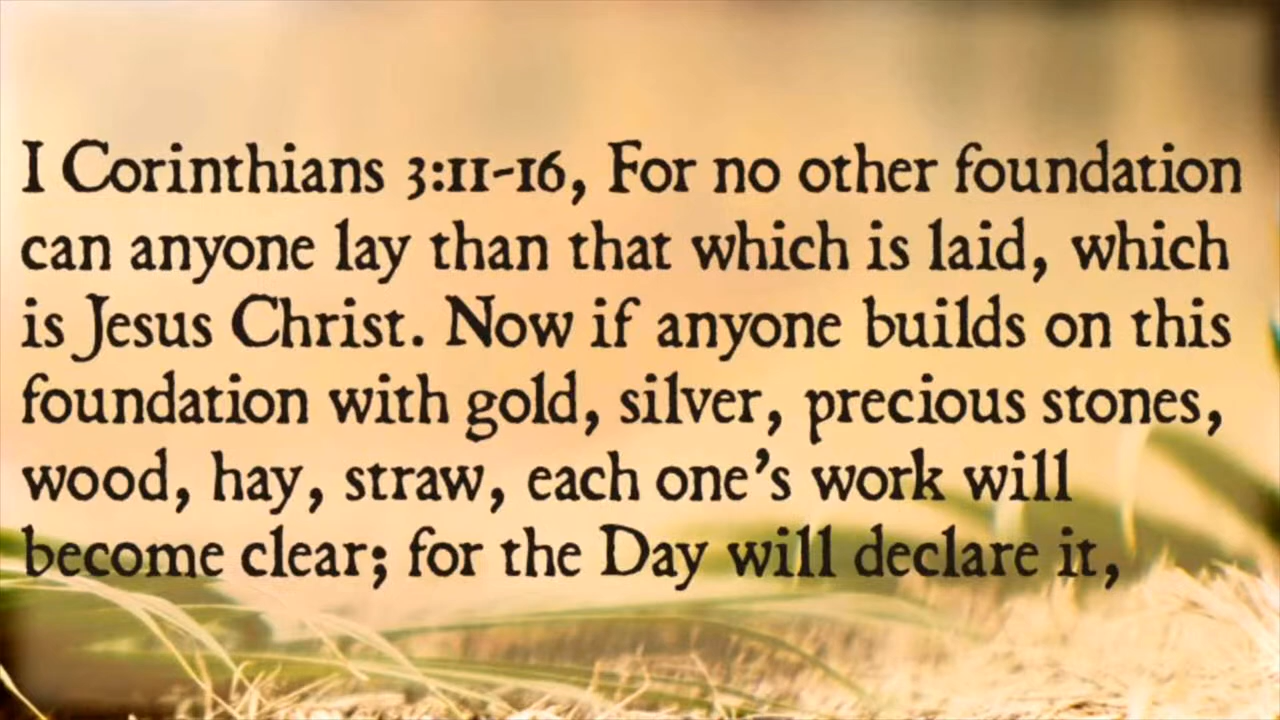 I Corinthians 3:11-16, For no other foundation
can anyone lay than that which is laid, which
is Jesus Christ. Now if anyone builds on this
foundation with gold, silver, precious stones,
wood, hay, straw, each one’s work will
become clear; for the Day will declare it,